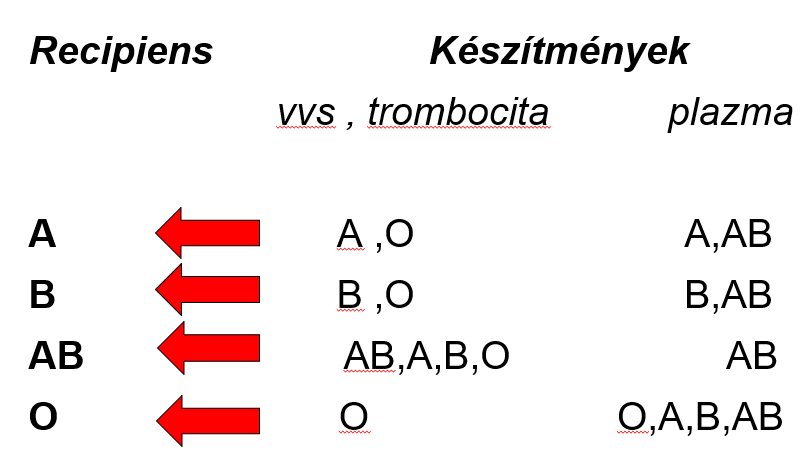 Recipiens Készítmények
vvs , trombocita plazma
A A ,O A,AB
B B ,O B,AB
AB AB,A,B,O AB
O O O,A,B,AB